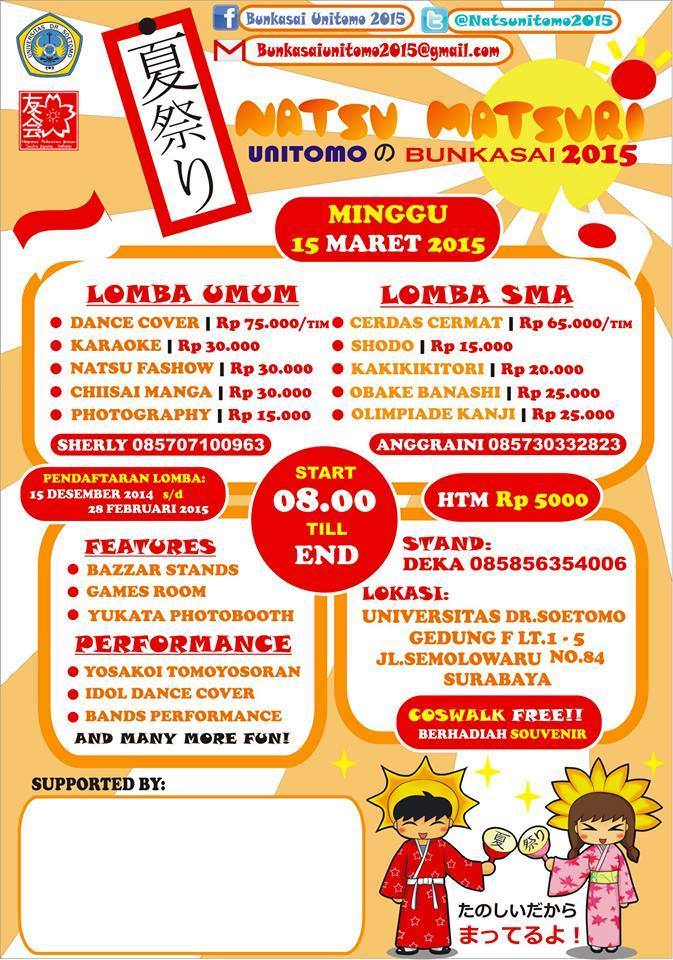 Bunkasai Unitomo 2015
@Natsunitomo2015
Bunkasaiunitomo2015@gmail.com
UNIVERSITAS DR. SOETOMO
友会
夏祭り
NATSU MATSURI
UNITOMO の BUNKASAI 2015
MINGGU
15 MARET 2015
LOMBA UMUM
DANCE COVER | Rp 75.000/TIM
KARAOKE | Rp 30.000
NATSU FASHOW | Rp 30.000
CHIISAI MANGA | Rp 30.000
PHOTOGRAPHY | Rp 15.000
SHERLY 085707100963
LOMBA SMA
CERDAS CERMAT | Rp 65.000/TIM
SHODO | Rp 15.000
KAKIKIKITORI | Rp 20.000
OBAKE BANASHI | Rp 25.000
OLIMPIADE KANJI | Rp 25.000
ANGGRAINI 085730332823
PENDAFTARAN LOMBA:
15 DESEMBER 2014 s/d
28 FEBRUARI 2015
START
08.00
TILL
END
HTM Rp 5000
FEATURES
BAZZAR STANDS
GAMES ROOM
YUKATA PHOTOBOOTH
PERFORMANCE
YOSAKOI TOMOYOSORAN
IDOL DANCE COVER
BANDS PERFORMANCE
AND MANY MORE FUN!
STAND:
DEKA 085856354006
LOKASI:
UNIVERSITAS DR.SOETOMO
GEDUNG F LT.1 - 5
JL.SEMOLOWARU NO.84
SURABAYA
COSWALK FREE!!
BERHADIAH SOUVENIR
SUPPORTED BY:
夏
祭り
たのしいだから
まってるよ！